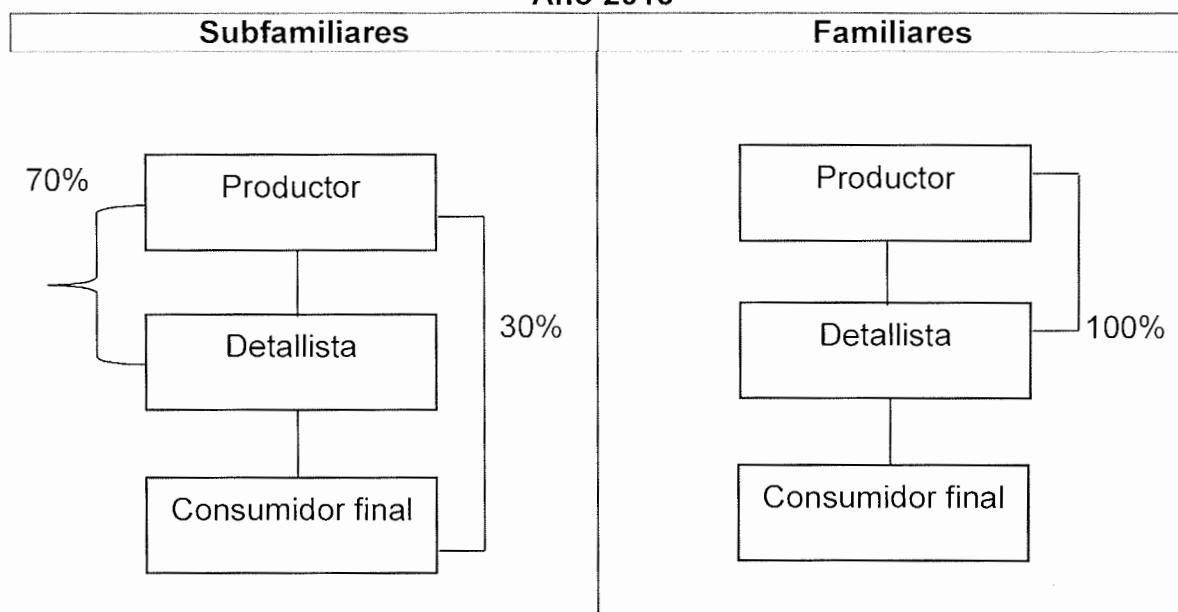 Subfamiliares
Familiares
70%
Productor
Detallista
30%
Consumidor final
Productor
Detallista
100%
Consumidor final